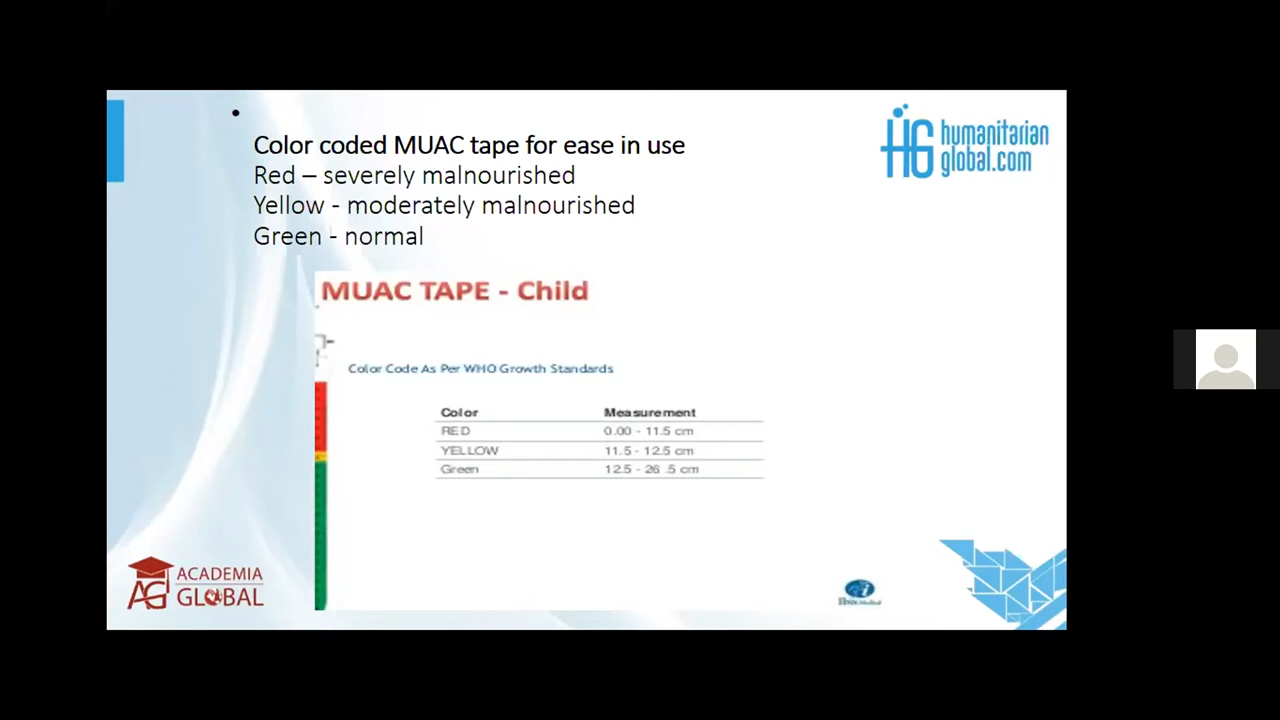 Color coded MUAC tape for ease in use
Red – severely malnourished
Yellow - moderately malnourished
Green - normal
humanitarian
global.com
MUAC TAPE - Child
Color Code As Per WHO Growth Standards
Color Measurement
RED 0.00 - 11.5 cm
YELLOW 11.5 - 12.5 cm
Green 12.5 - 26 .5 cm
ACADEMIA
GLOBAL